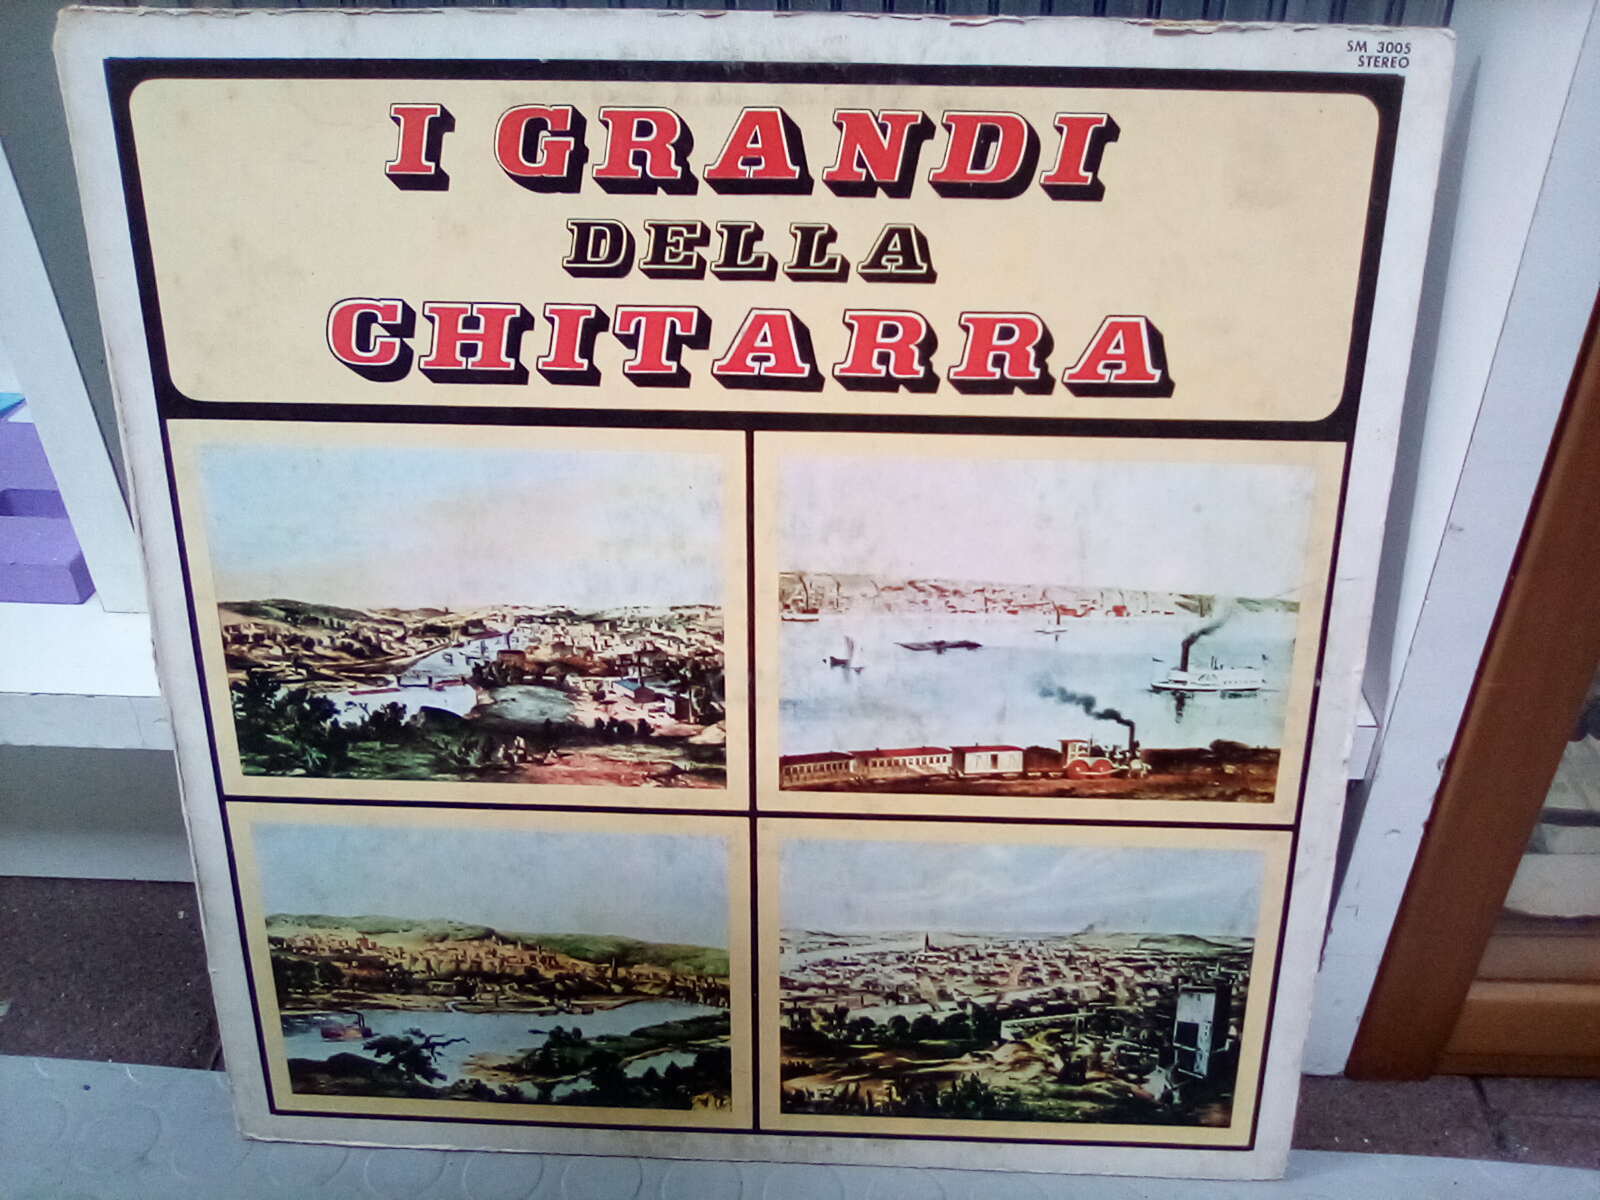 SM 3005
STEREO
I GRANDI
DELLA
CHITARRA